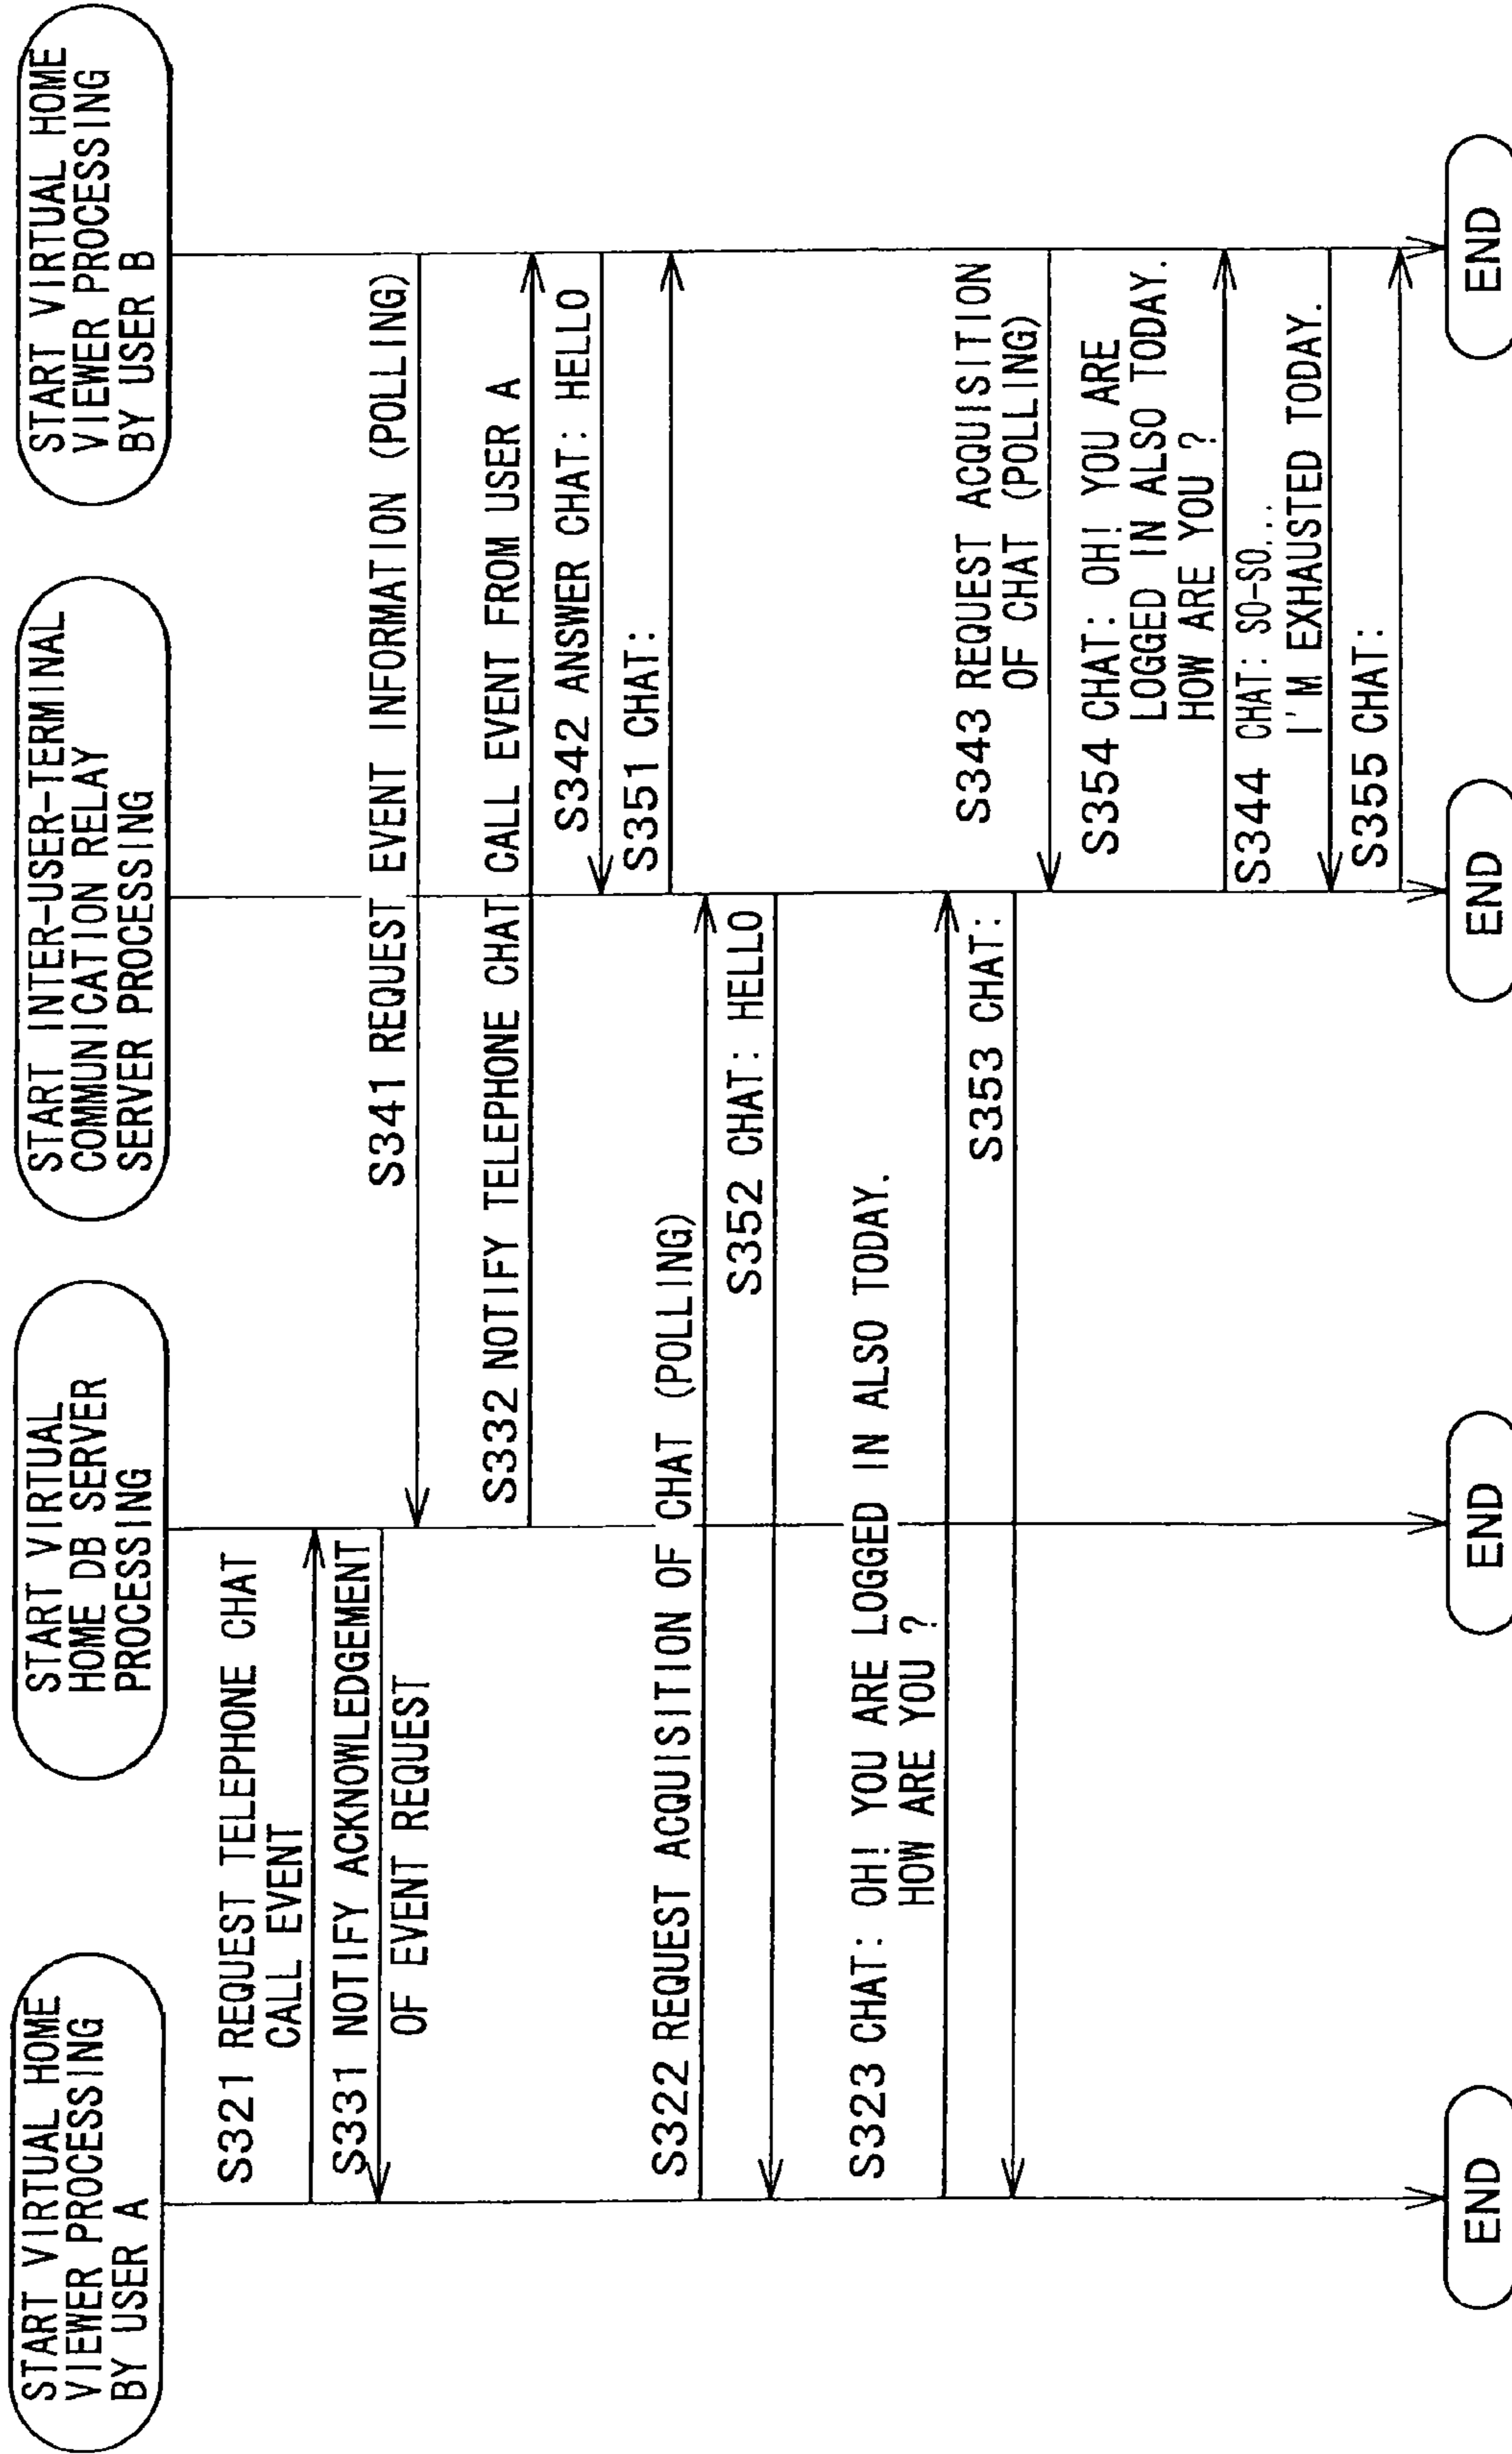 START VIRTUAL HOME
VIEWER PROCESSING
BY USER A
START VIRTUAL
HOME DB SERVER
PROCESSING
START INTER-USER-TERMINAL
COMMUNICATION RELAY
SERVER PROCESSING
START VIRTUAL HOME
VIEWER PROCESSING
BY USER B
S321 REQUEST TELEPHONE CHAT
CALL EVENT
S331 NOTIFY ACKNOWLEDGEMENT
OF EVENT REQUEST
S341 REQUEST EVENT INFORMATION (POLLING)
S332 NOTIFY TELEPHONE CHAT CALL EVENT FROM USER A
S342 ANSWER CHAT: HELLO
S351 CHAT:
S322 REQUEST ACQUISITION OF CHAT (POLLING)
S352 CHAT: HELLO
S323 CHAT: OH! YOU ARE LOGGED IN ALSO TODAY.
HOW ARE YOU ?
S353 CHAT:
S343 REQUEST ACQUISITION
OF CHAT (POLLING)
S354 CHAT: OH! YOU ARE
LOGGED IN ALSO TODAY.
HOW ARE YOU ?
S344 CHAT: SO-SO...
I'M EXHAUSTED TODAY.
S355 CHAT:
END
END
END
END